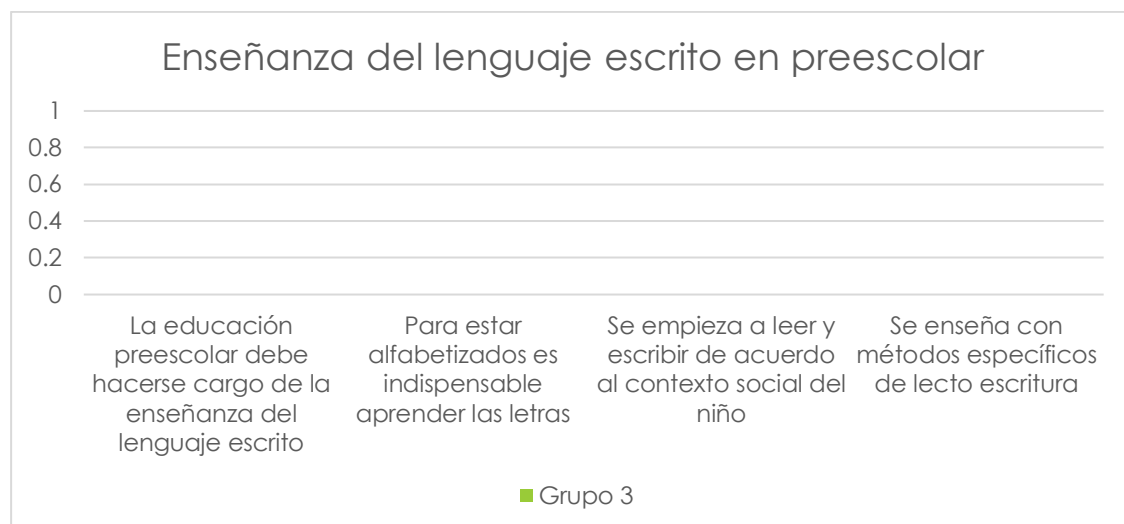 Enseñanza del lenguaje escrito en preescolar
1
0.8
0.6
0.4
0.2
0
La educación
preescolar debe
hacerse cargo de la
enseñanza del
lenguaje escrito
Para estar
alfabetizados es
indispensable
aprender las letras
Se empieza a leer y
escribir de acuerdo
al contexto social del
niño
Se enseña con
métodos específicos
de lecto escritura
Grupo 3